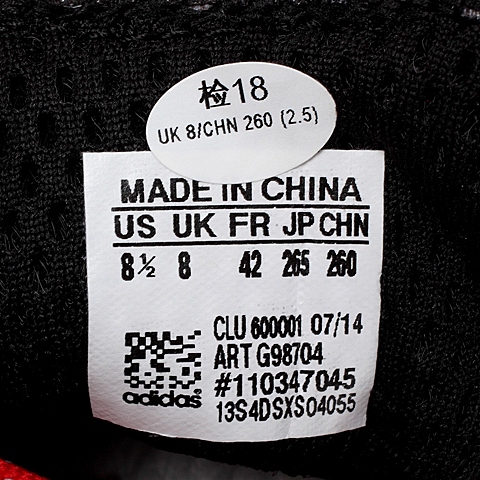 检18
UK 8/CHN 260 (2.5)
MADE IN CHINA
US UK FR JP CHN
8½ 8 42 265 260
CLU 600001 07/14
ART G98704
#110347045
adidas
13S4DSXS04055